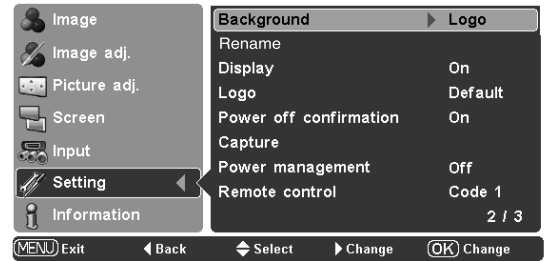 Image
Image adj.
Picture adj.
Screen
Input
Setting
Information
Background Logo
Rename
Display On
Logo Default
Power off confirmation On
Capture
Power management Off
Remote control Code 1
2 / 3
MENU Exit Back Select Change OK Change